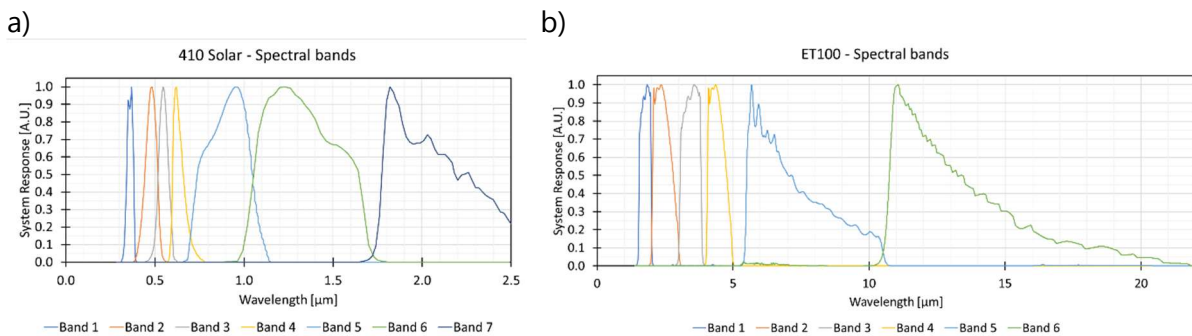 a)
410 Solar - Spectral bands
System Response [A.U.]
1.0
0.9
0.8
0.7
0.6
0.5
0.4
0.3
0.2
0.1
0.0
0.0 0.5 1.0 1.5 2.0 2.5
Wavelength [µm]
Band 1 Band 2 Band 3 Band 4 Band 5 Band 6 Band 7
b)
ET100 - Spectral bands
System Response [A.U.]
1.0
0.9
0.8
0.7
0.6
0.5
0.4
0.3
0.2
0.1
0.0
0 5 10 15 20
Wavelength [µm]
Band 1 Band 2 Band 3 Band 4 Band 5 Band 6